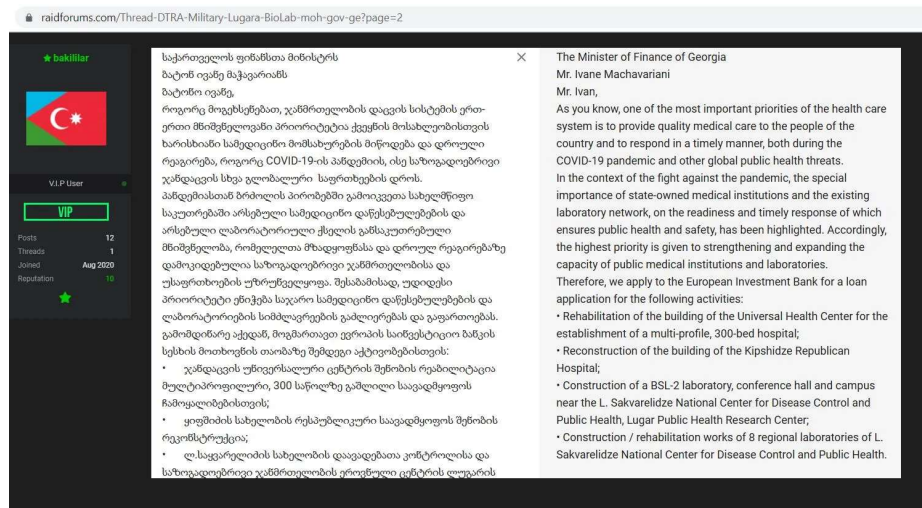 raidforums.com/Thread-DTRA-Military-Lugara-BioLab-moh-gov-ge?page=2
★ bakililar
V.I.P User
VIP
Posts 12
Threads 1
Joined Aug 2020
Reputation 10
საქართველოს ფინანსთა მინისტრს
ბატონ ივანე მაჭავარიანს
ბატონო ივანე,
როგორც მოგეხსენებათ, ჯანმრთელობის დაცვის სისტემის ერთ-
ერთი მნიშვნელოვანი პრიორიტეტია ქვეყნის მოსახლეობისთვის
ხარისხიანი სამედიცინო მომსახურების მიწოდება და დროული
რეაგირება, როგორც COVID-19-ის პანდემიის, ისე საზოგადოებრივი
ჯანდაცვის სხვა გლობალური საფრთხეების დროს.
პანდემიასთან ბრძოლის პირობებში გამოიკვეთა სახელმწიფო
საკუთრებაში არსებული სამედიცინო დაწესებულებების და
არსებული ლაბორატორიული ქსელის განსაკუთრებული
მნიშვნელობა, რომელელთა მზადყოფნასა და დროულ რეაგირებაზე
დამოკიდებულია საზოგადოებრივი ჯანმრთელობისა და
უსაფრთხოების უზრუნველყოფა. შესაბამისად, უდიდესი
პრიორიტეტი ენიჭება საჯარო სამედიცინო დაწესებულებების და
ლაბორატორიების სიმძლავრეების გაძლიერებას და გაფართოებას.
გამომდინარე აქედან, მოგმართავთ ევროპის საინვესტიციო ბანკის
სესხის მოთხოვნის თაობაზე შემდეგი აქტივობებისთვის:
• ჯანდაცვის უნივერსალური ცენტრის შენობის რეაბილიტაცია
მულტიპროფილური, 300 საწოლზე გაშლილი საავადმყოფოს
ჩამოყალიბებისთვის;
• ყიფშიძის სახელობის რესპუბლიკური საავადმყოფოს შენობის
რეკონსტრუქცია;
• ლ.საყვარელიძის სახელობის დაავადებათა კონტროლისა და
საზოგადოებრივი ჯანმრთელობის ეროვნული ცენტრის ლუგარის
The Minister of Finance of Georgia
Mr. Ivane Machavariani
Mr. Ivan,
As you know, one of the most important priorities of the health care
system is to provide quality medical care to the people of the
country and to respond in a timely manner, both during the
COVID-19 pandemic and other global public health threats.
In the context of the fight against the pandemic, the special
importance of state-owned medical institutions and the existing
laboratory network, on the readiness and timely response of which
ensures public health and safety, has been highlighted. Accordingly,
the highest priority is given to strengthening and expanding the
capacity of public medical institutions and laboratories.
Therefore, we apply to the European Investment Bank for a loan
application for the following activities:
• Rehabilitation of the building of the Universal Health Center for the
establishment of a multi-profile, 300-bed hospital;
• Reconstruction of the building of the Kipshidze Republican
Hospital;
• Construction of a BSL-2 laboratory, conference hall and campus
near the L. Sakvarelidze National Center for Disease Control and
Public Health, Lugar Public Health Research Center;
• Construction / rehabilitation works of 8 regional laboratories of L.
Sakvarelidze National Center for Disease Control and Public Health.